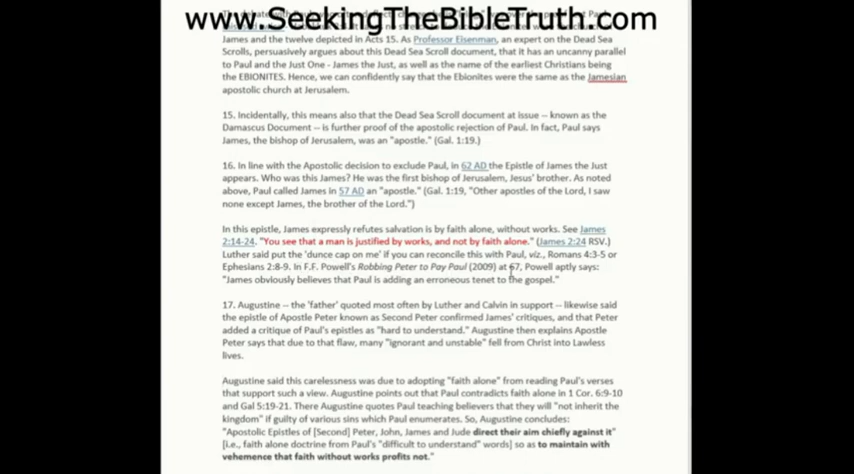 www.SeekingTheBibleTruth.com
James and the twelve depicted in Acts 15. As Professor Eisenman, an expert on the Dead Sea
Scrolls, persuasively argues about this Dead Sea Scroll document, that it has an uncanny parallel
to Paul and the Just One - James the Just, as well as the name of the earliest Christians being
the EBIONITES. Hence, we can confidently say that the Ebionites were the same as the Jamesian
apostolic church at Jerusalem.
15. Incidentally, this means also that the Dead Sea Scroll document at issue -- known as the
Damascus Document -- is further proof of the apostolic rejection of Paul. In fact, Paul says
James, the bishop of Jerusalem, was an "apostle." (Gal. 1:19.)
16. In line with the Apostolic decision to exclude Paul, in 62 AD the Epistle of James the Just
appears. Who was this James? He was the first bishop of Jerusalem, Jesus' brother. As noted
above, Paul called James in 57 AD an "apostle." (Gal. 1:19, "Other apostles of the Lord, I saw
none except James, the brother of the Lord.")
In this epistle, James expressly refutes salvation is by faith alone, without works. See James
2:14-24. "You see that a man is justified by works, and not by faith alone." (James 2:24 RSV.)
Luther said put the 'dunce cap on me' if you can reconcile this with Paul, viz., Romans 4:3-5 or
Ephesians 2:8-9. In F.F. Powell's Robbing Peter to Pay Paul (2009) at 67, Powell aptly says:
"James obviously believes that Paul is adding an erroneous tenet to the gospel."
17. Augustine -- the 'father' quoted most often by Luther and Calvin in support -- likewise said
the epistle of Apostle Peter known as Second Peter confirmed James' critiques, and that Peter
added a critique of Paul's epistles as "hard to understand." Augustine then explains Apostle
Peter says that due to that flaw, many "ignorant and unstable" fell from Christ into Lawless
lives.
Augustine said this carelessness was due to adopting "faith alone" from reading Paul's verses
that support such a view. Augustine points out that Paul contradicts faith alone in 1 Cor. 6:9-10
and Gal 5:19-21. There Augustine quotes Paul teaching believers that they will "not inherit the
kingdom" if guilty of various sins which Paul enumerates. So, Augustine concludes:
"Apostolic Epistles of [Second] Peter, John, James and Jude direct their aim chiefly against it"
[i.e., faith alone doctrine from Paul's "difficult to understand" words] so as to maintain with
vehemence that faith without works profits not."